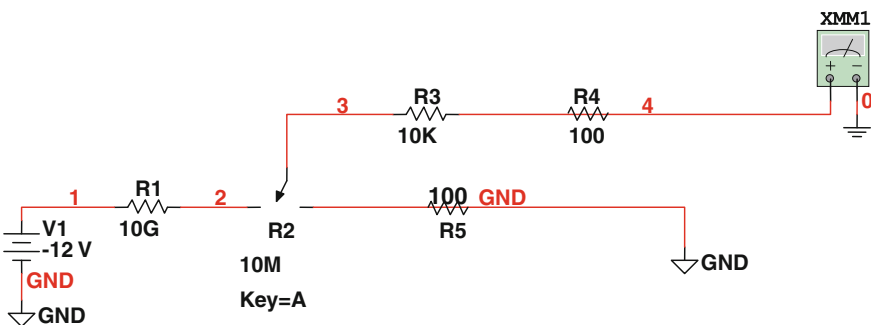 XMM1
+ −
0
3 R3 R4 4
10K 100
1 R1 2 100 GND
V1 10G R2 R5
-12 V
10M GND
GND
Key=A
GND